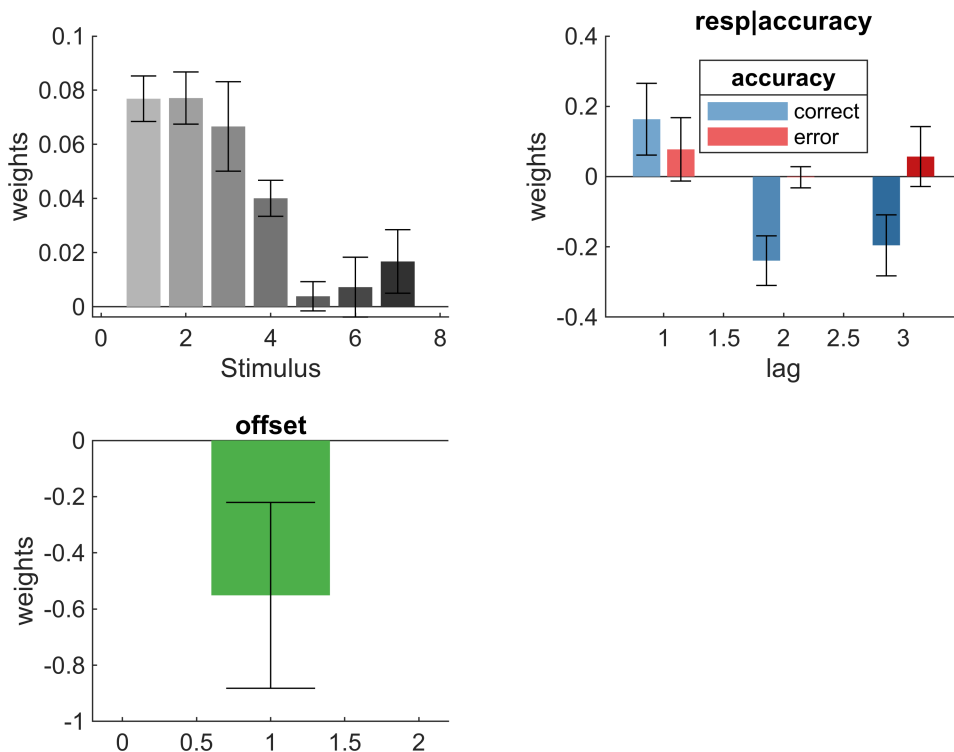 0.1
0.08
0.06
0.04
0.02
0
weights
0 2 4 6 8
Stimulus
resp|accuracy
0.4
0.2
0
-0.2
-0.4
weights
accuracy
correct
error
1 1.5 2 2.5 3
lag
offset
0
-0.2
-0.4
-0.6
-0.8
-1
weights
0 0.5 1 1.5 2